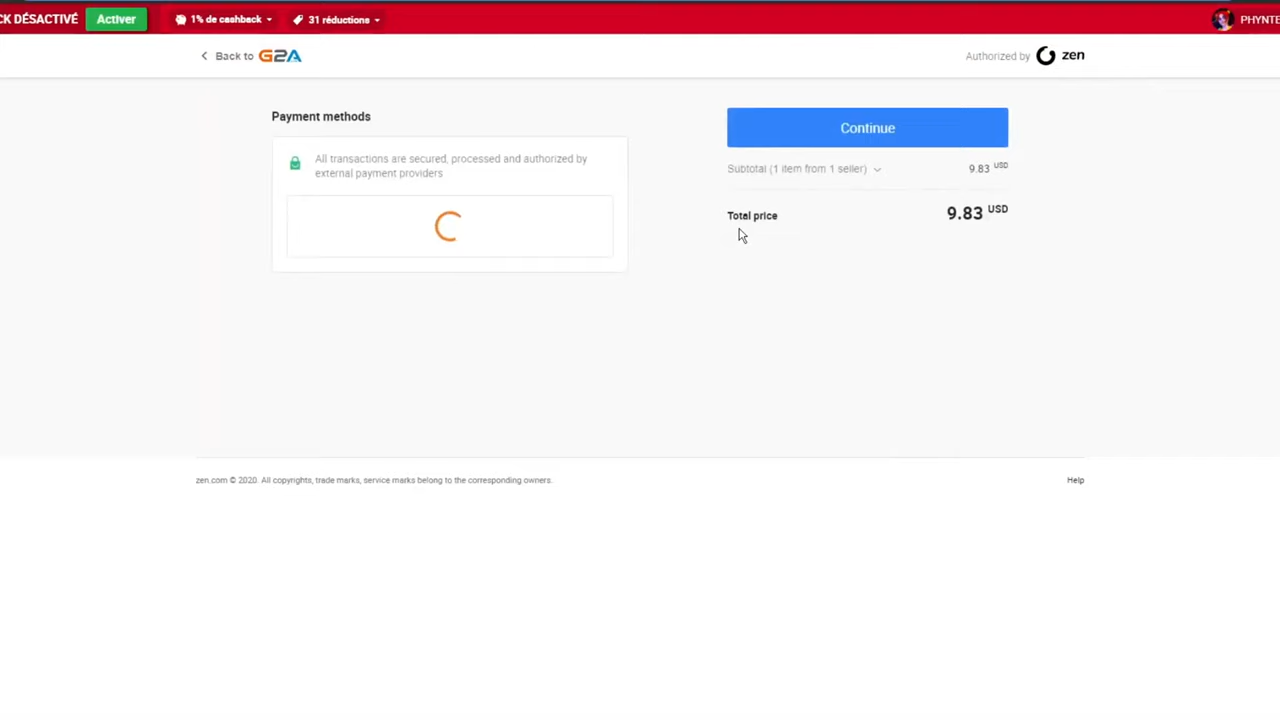 CK DÉSACTIVÉ Activer 1% de cashback 31 réductions PHYNTE
Back to G2A Authorized by zen
Payment methods
All transactions are secured, processed and authorized by
external payment providers
Continue
Subtotal (1 item from 1 seller) 9.83 USD
Total price 9.83 USD
zen.com © 2020. All copyrights, trade marks, service marks belong to the corresponding owners. Help